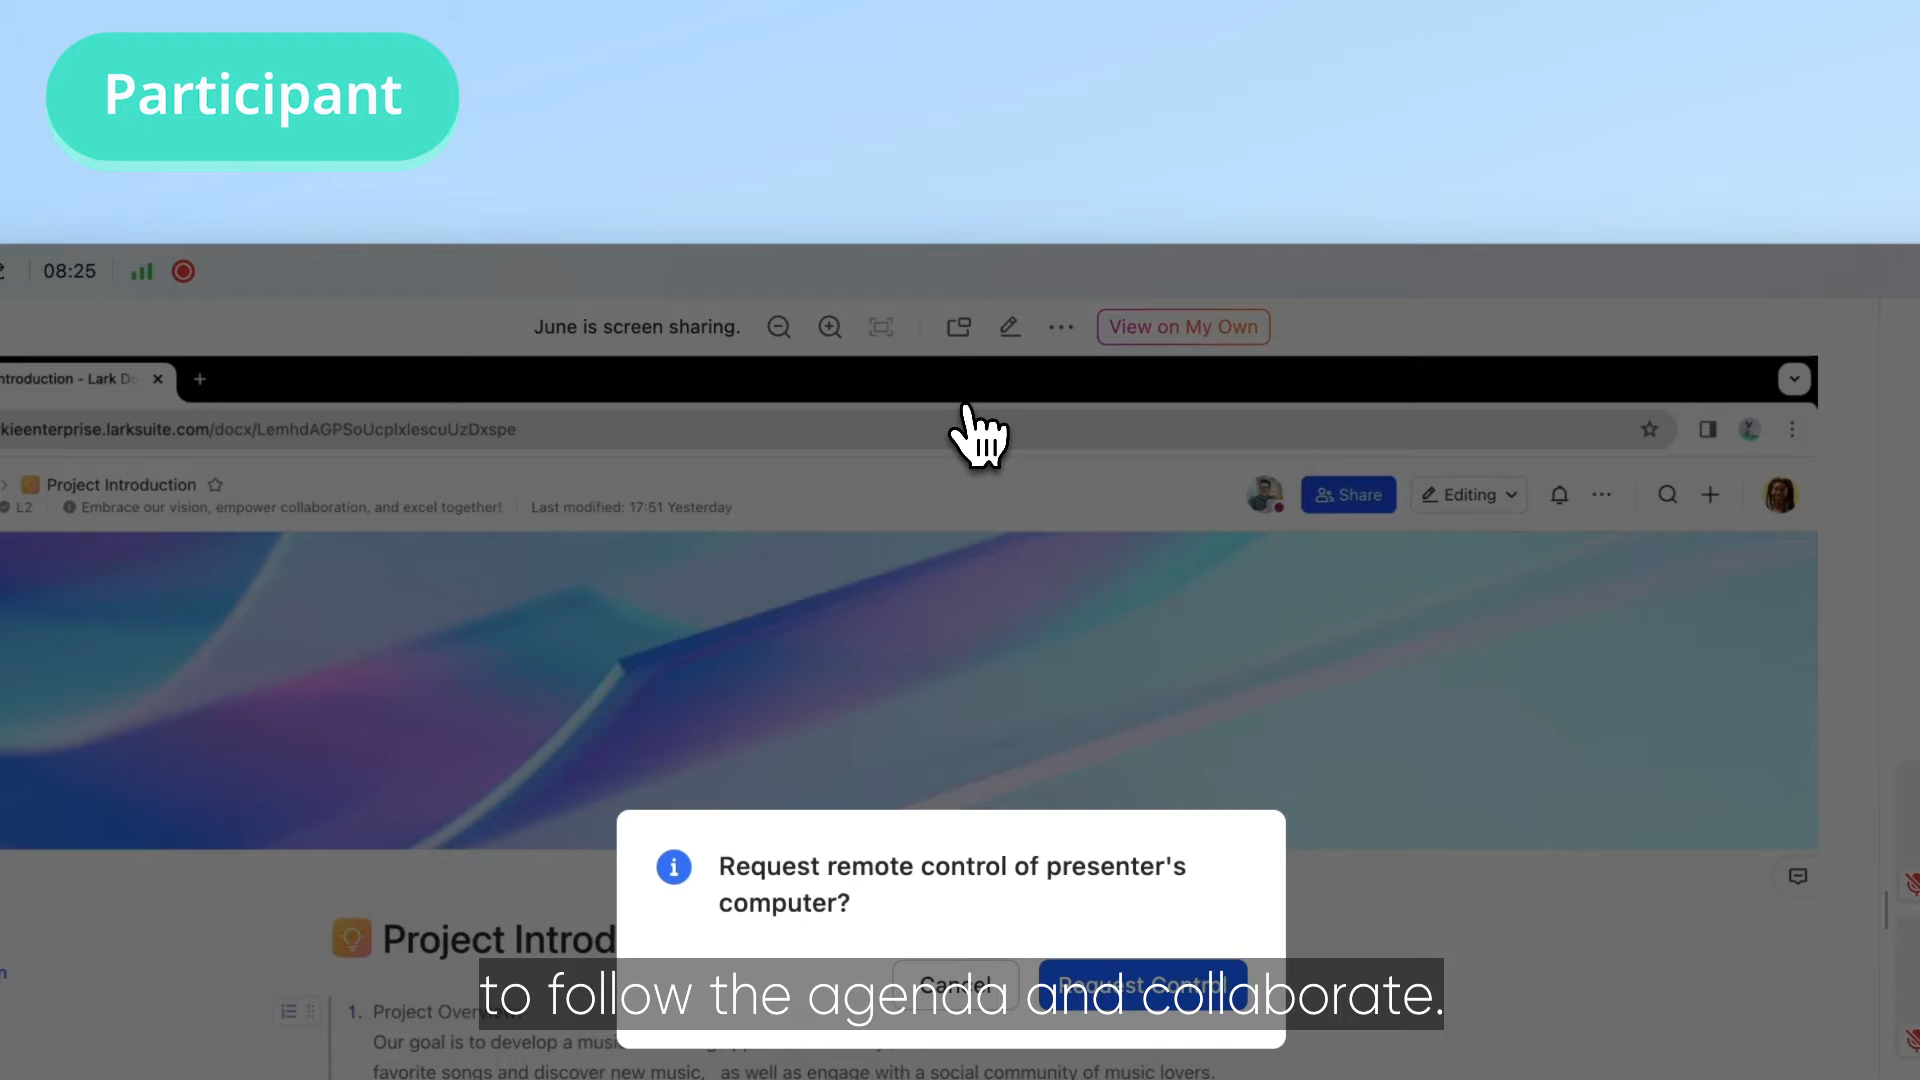 Participant
08:25
June is screen sharing.
View on My Own
ntroduction - Lark D
kieenterprise.larksuite.com/docx/LemhdAGPSoUcplxlescuUzDxspe
Project Introduction
Share
Editing
L2
Embrace our vision, empower collaboration, and excel together!
Last modified: 17:51 Yesterday
Request remote control of presenter's
computer?
Project Introd
Cancel
Request Control
to follow the agenda and collaborate.
1. Project Over
Our goal is to develop a musi
favorite songs and discover new music, as well as engage with a social community of music lovers.